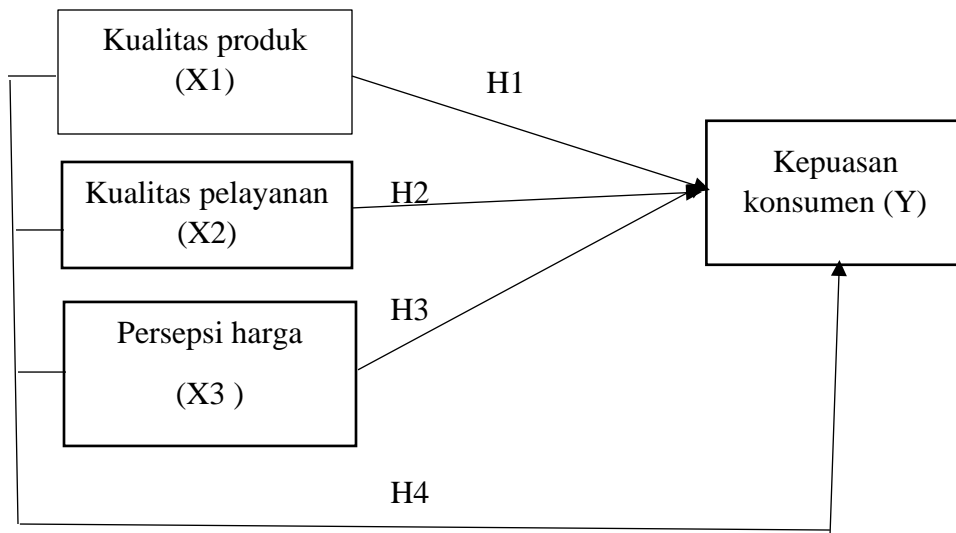 Kualitas produk
(X1)
H1
Kepuasan
konsumen (Y)
Kualitas pelayanan
(X2)
H2
Persepsi harga
(X3 )
H3
H4